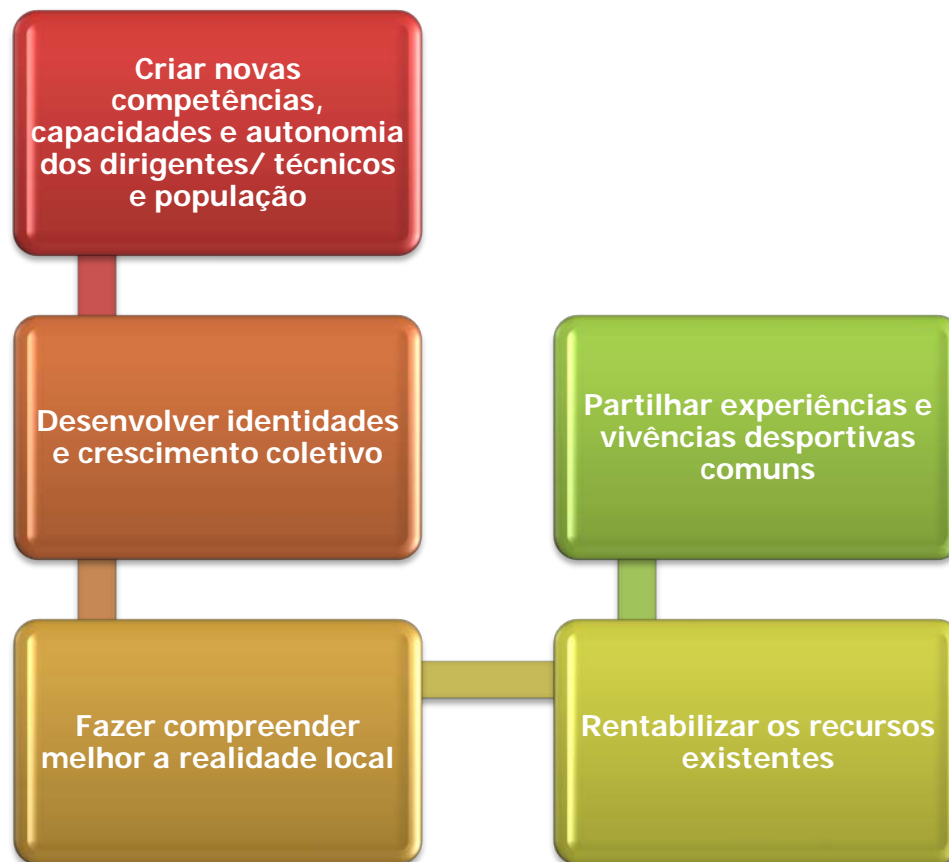 Criar novas
competências,
capacidades e autonomia
dos dirigentes/ técnicos
e população
Desenvolver identidades
e crescimento coletivo
Fazer compreender
melhor a realidade local
Rentabilizar os recursos
existentes
Partilhar experiências e
vivências desportivas
comuns